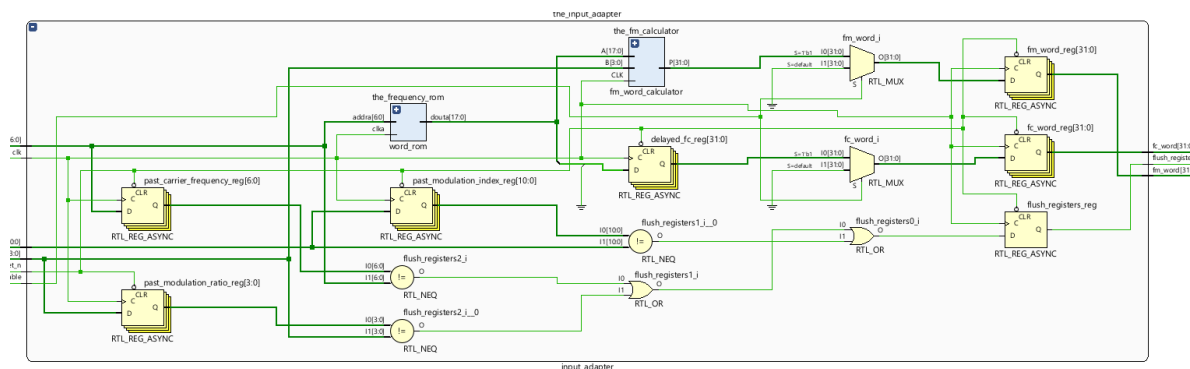 the_input_adapter
the_fm_calculator
A[17:0]
B[3:0]
CLK
P[31:0]
fm_word_calculator
fm_word_i
S=1'b1 I0[31:0]
S=default I1[31:0]
O[31:0]
S
RTL_MUX
fm_word_reg[31:0]
CLR
C
Q
D
RTL_REG_ASYNC
the_frequency_rom
addra[6:0]
clka
douta[17:0]
word_rom
delayed_fc_reg[31:0]
CLR
C
Q
D
RTL_REG_ASYNC
fc_word_i
S=1'b1 I0[31:0]
S=default I1[31:0]
O[31:0]
S
RTL_MUX
fc_word_reg[31:0]
CLR
C
Q
D
RTL_REG_ASYNC
6:0]
clk
fc_word[31:0
flush_registe
fm_word[31
past_carrier_frequency_reg[6:0]
CLR
C
Q
D
RTL_REG_ASYNC
past_modulation_index_reg[10:0]
CLR
C
Q
D
RTL_REG_ASYNC
flush_registers1_i__0
I0[10:0]
I1[10:0]
!=
O
RTL_NEQ
flush_registers0_i
I0
I1
O
RTL_OR
flush_registers_reg
CLR
C
Q
D
RTL_REG_ASYNC
0:0]
3:0]
et_n
ble
flush_registers2_i
I0[6:0]
I1[6:0]
!=
O
RTL_NEQ
flush_registers1_i
I0
I1
O
RTL_OR
past_modulation_ratio_reg[3:0]
CLR
C
Q
D
RTL_REG_ASYNC
flush_registers2_i__0
I0[3:0]
I1[3:0]
!=
O
RTL_NEQ
input_adapter